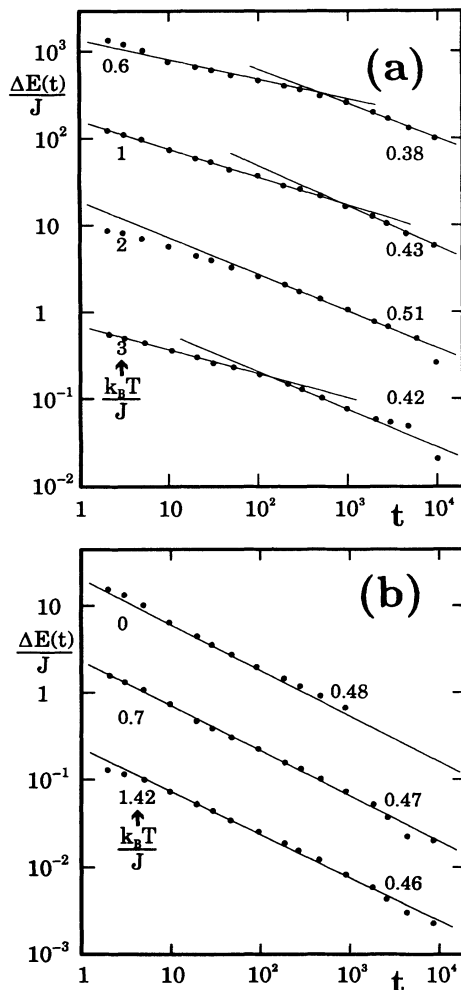 (a)
10³
ΔE(t)
J
10²
10
1
10⁻¹
10⁻²
0.6
1
2
3
k_BT
J
0.38
0.43
0.51
0.42
1 10 10² 10³ t 10⁴
(b)
10
ΔE(t)
J
1
10⁻¹
10⁻²
10⁻³
0
0.7
1.42
k_BT
J
0.48
0.47
0.46
1 10 10² 10³ t 10⁴